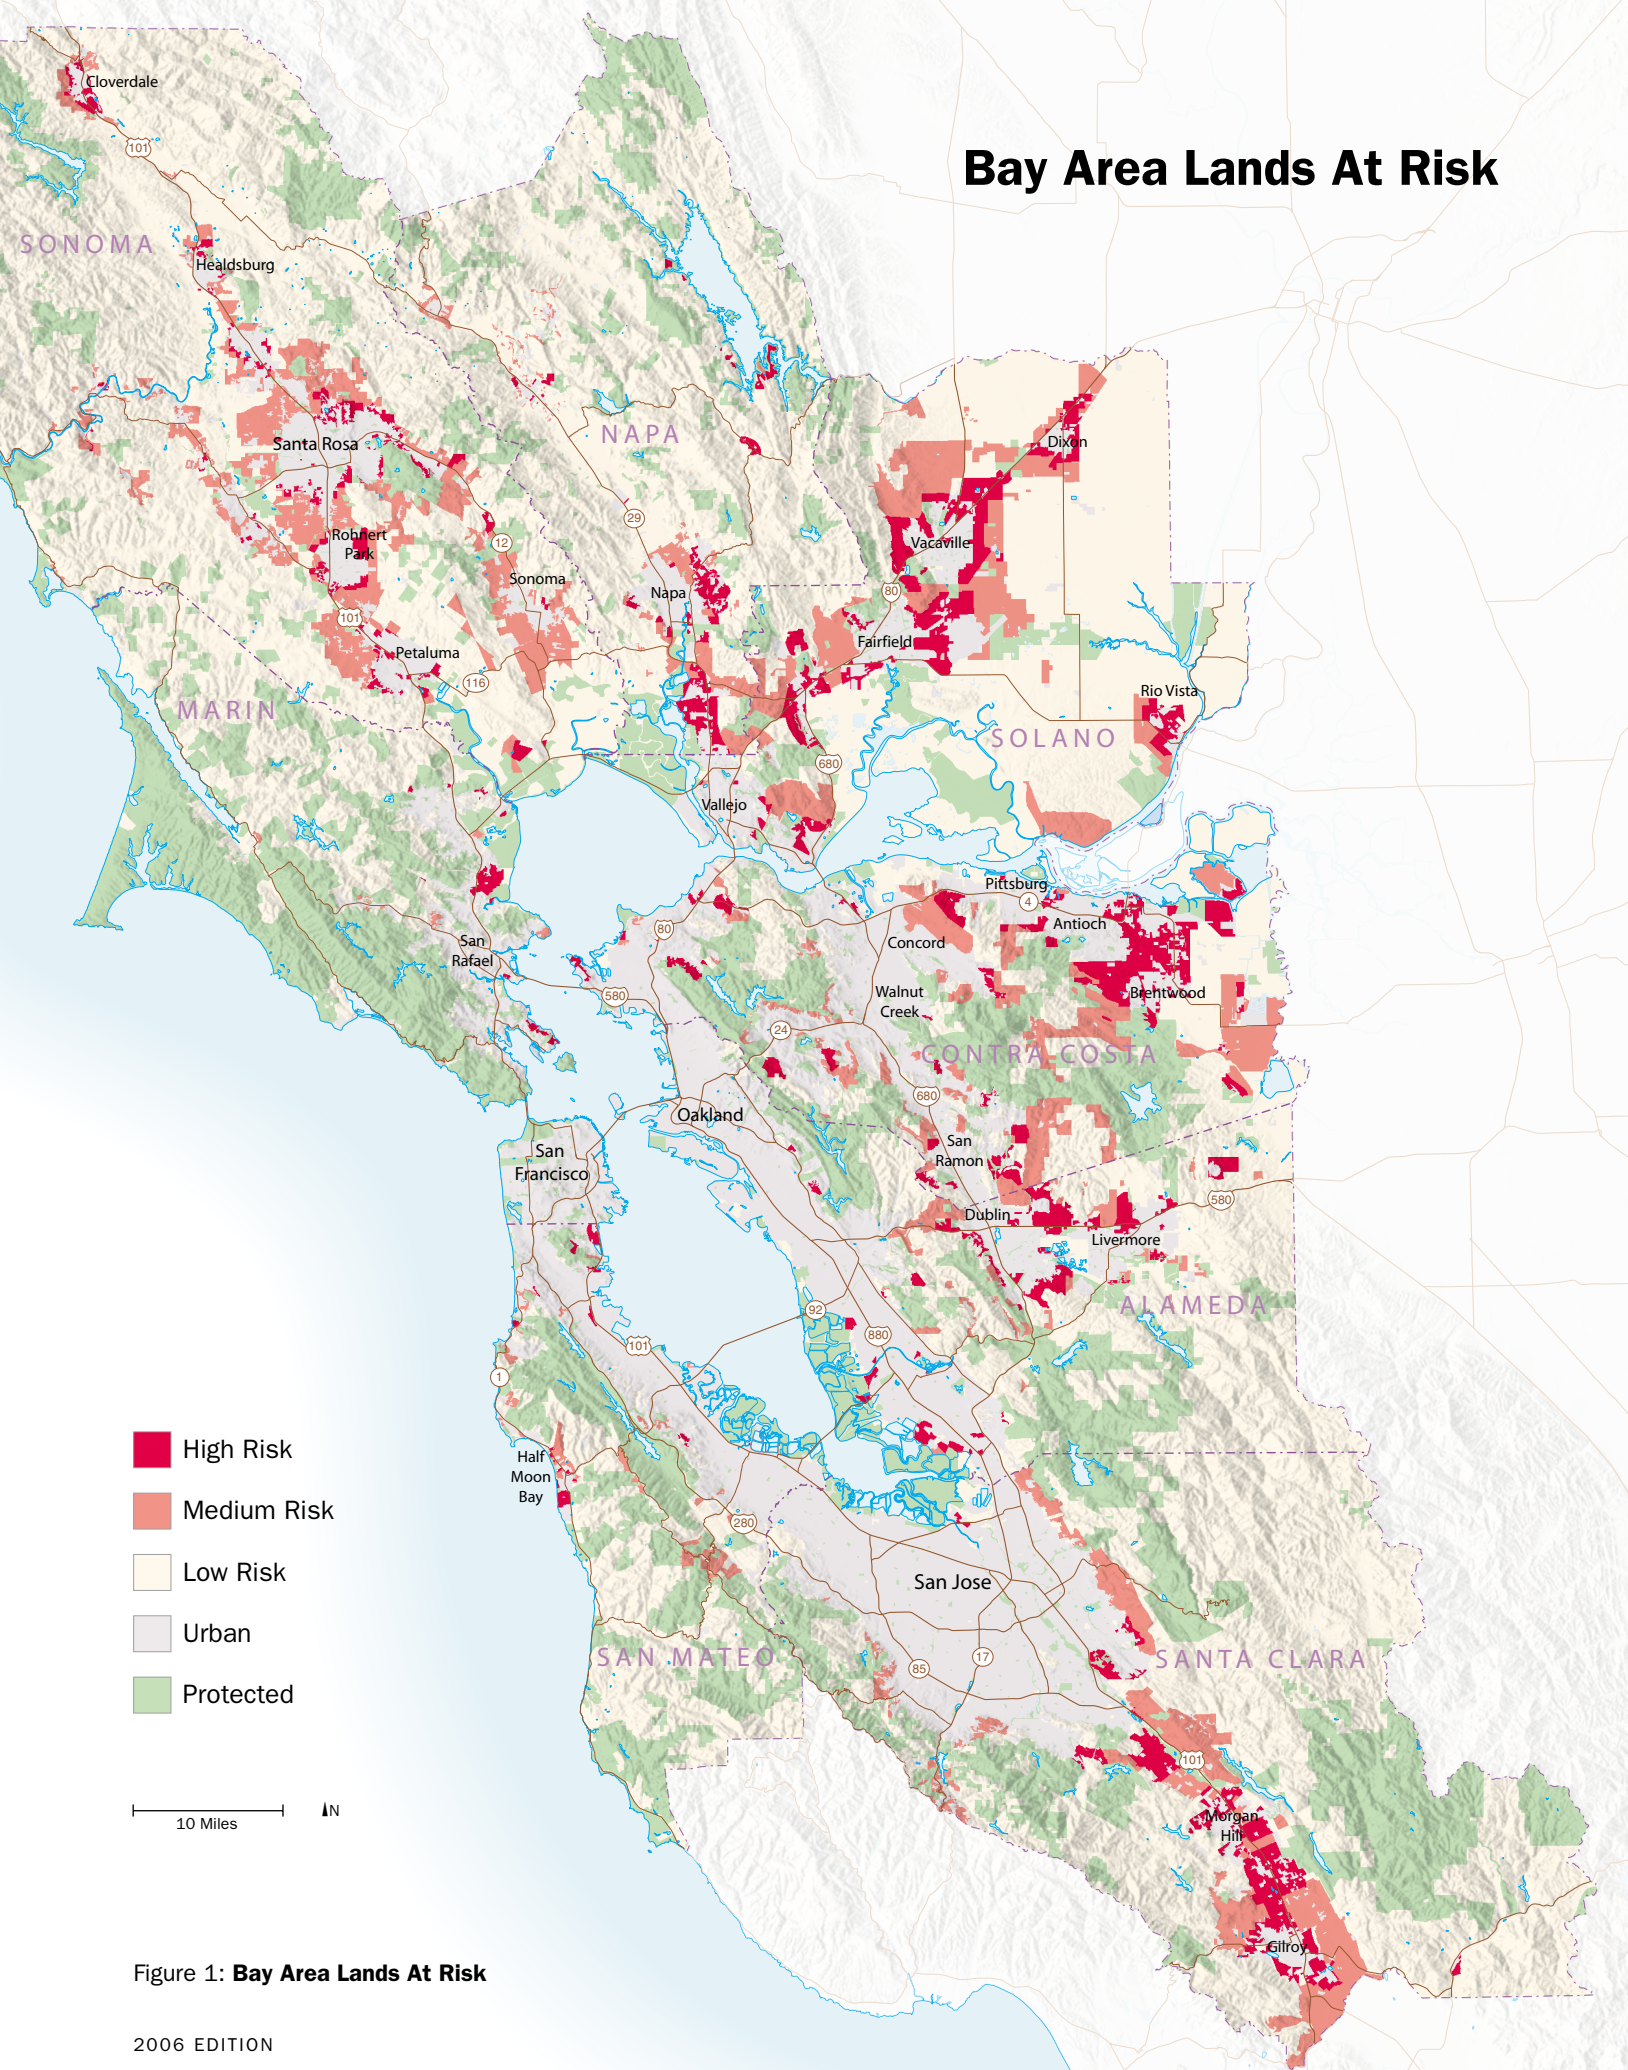 Bay Area Lands At Risk
Cloverdale
101
SONOMA
Healdsburg
NAPA
Santa Rosa
Dixon
29
Rohnert
Park
12
Vacaville
Sonoma
Napa
80
101
Fairfield
Petaluma
116
Rio Vista
MARIN
SOLANO
680
Vallejo
Pittsburg
4
Antioch
80
Concord
San
Rafael
Walnut
Creek
Brentwood
580
24
CONTRA COSTA
680
Oakland
San
Ramon
San
Francisco
580
Dublin
Livermore
ALAMEDA
92
880
101
1
Half
Moon
Bay
280
San Jose
SAN MATEO
85
17
SANTA CLARA
101
Morgan
Hill
Gilroy
High Risk
Medium Risk
Low Risk
Urban
Protected
10 Miles
N
Figure 1: Bay Area Lands At Risk
2006 EDITION